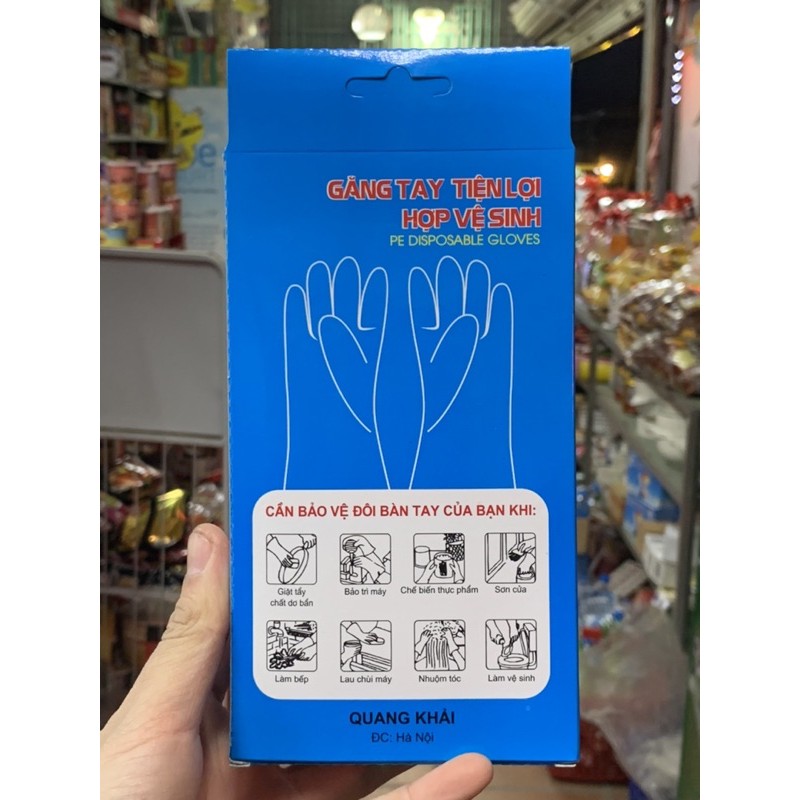 GĂNG TAY TIỆN LỢI
HỢP VỆ SINH
PE DISPOSABLE GLOVES
CẦN BẢO VỆ ĐÔI BÀN TAY CỦA BẠN KHI:
Giặt tẩy
chất dơ bẩn
Bảo trì máy
Chế biến thực phẩm
Sơn cửa
Làm bếp
Lau chùi máy
Nhuộm tóc
Làm vệ sinh
QUANG KHẢI
ĐC: Hà Nội